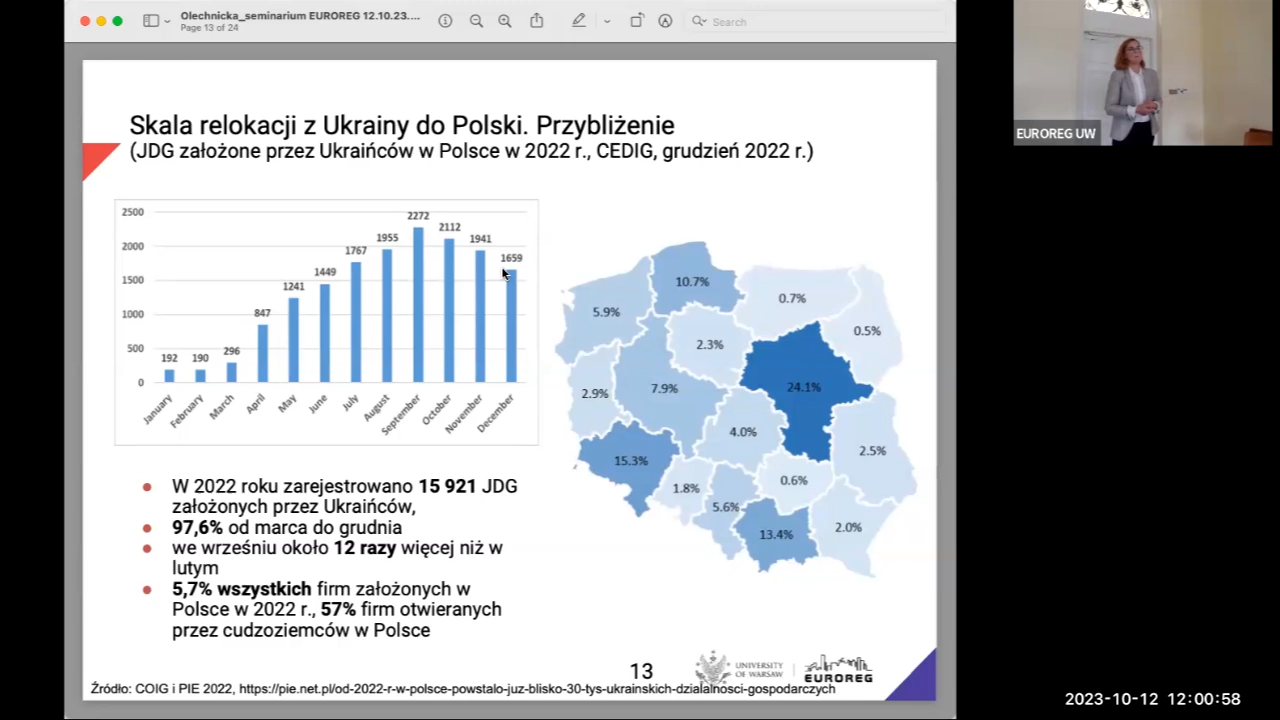 Olechnicka_seminarium EUROREG 12.10.23....
Page 13 of 24
Search
EUROREG UW
Skala relokacji z Ukrainy do Polski. Przybliżenie
(JDG założone przez Ukraińców w Polsce w 2022 r., CEDIG, grudzień 2022 r.)
2500
2000
1500
1000
500
0
192
190
296
847
1241
1449
1767
1955
2272
2112
1941
1659
January
February
March
April
May
June
July
August
September
October
November
December
10.7%
5.9%
0.7%
0.5%
2.3%
2.9%
7.9%
24.1%
4.0%
2.5%
15.3%
1.8%
0.6%
5.6%
13.4%
2.0%
W 2022 roku zarejestrowano 15 921 JDG
założonych przez Ukraińców,
97,6% od marca do grudnia
we wrześniu około 12 razy więcej niż w
lutym
5,7% wszystkich firm założonych w
Polsce w 2022 r., 57% firm otwieranych
przez cudzoziemców w Polsce
13
UNIVERSITY
OF WARSAW
EUROREG
Źródło: COIG i PIE 2022, https://pie.net.pl/od-2022-r-w-polsce-powstalo-juz-blisko-30-tys-ukrainskich-dzialalnosci-gospodarczych
2023-10-12 12:00:58